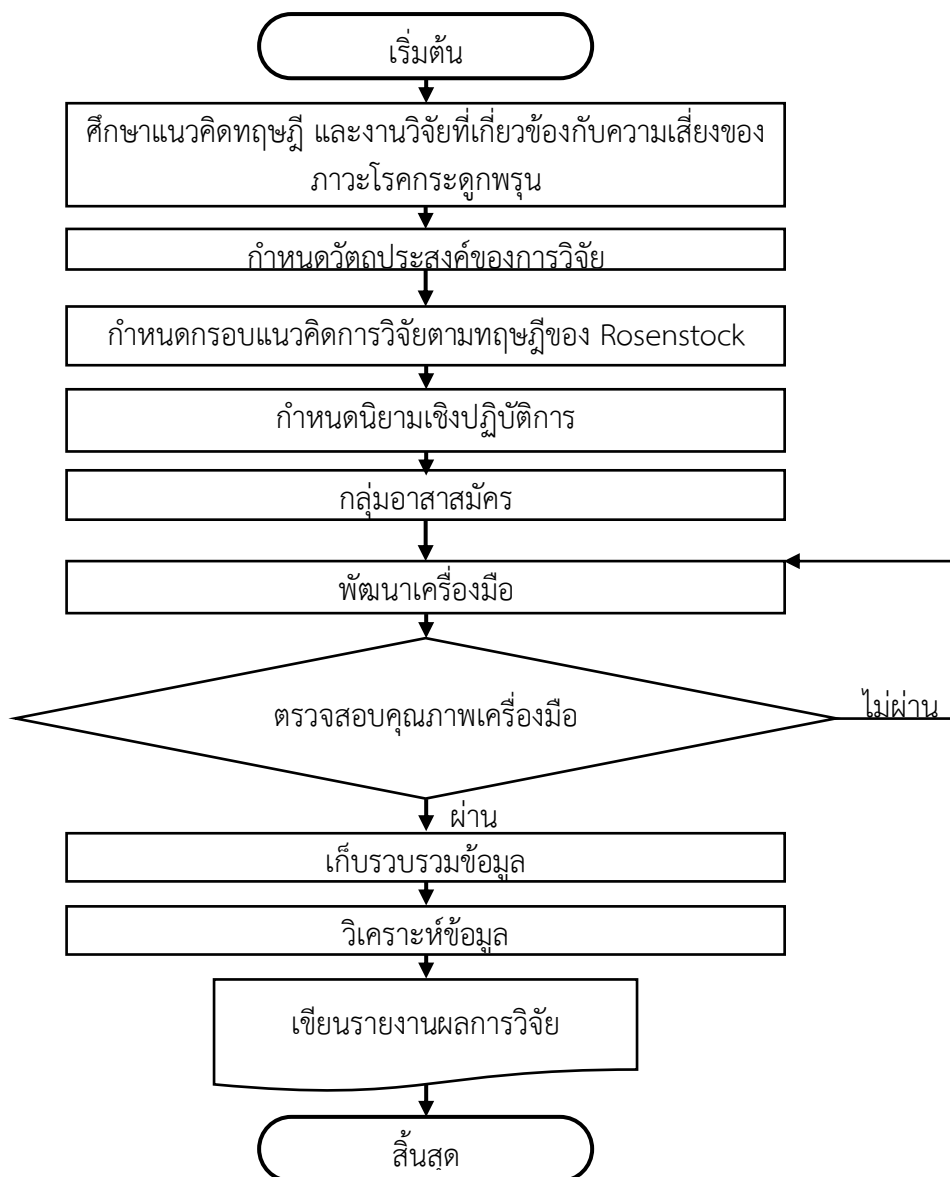 เริ่มต้น
ศึกษาแนวคิดทฤษฎี และงานวิจัยที่เกี่ยวข้องกับความเสี่ยงของ
ภาวะโรคกระดูกพรุน
กำหนดวัตถุประสงค์ของการวิจัย
กำหนดกรอบแนวคิดการวิจัยตามทฤษฎีของ Rosenstock
กำหนดนิยามเชิงปฏิบัติการ
กลุ่มอาสาสมัคร
พัฒนาเครื่องมือ
ตรวจสอบคุณภาพเครื่องมือ
ไม่ผ่าน
ผ่าน
เก็บรวบรวมข้อมูล
วิเคราะห์ข้อมูล
เขียนรายงานผลการวิจัย
สิ้นสุด